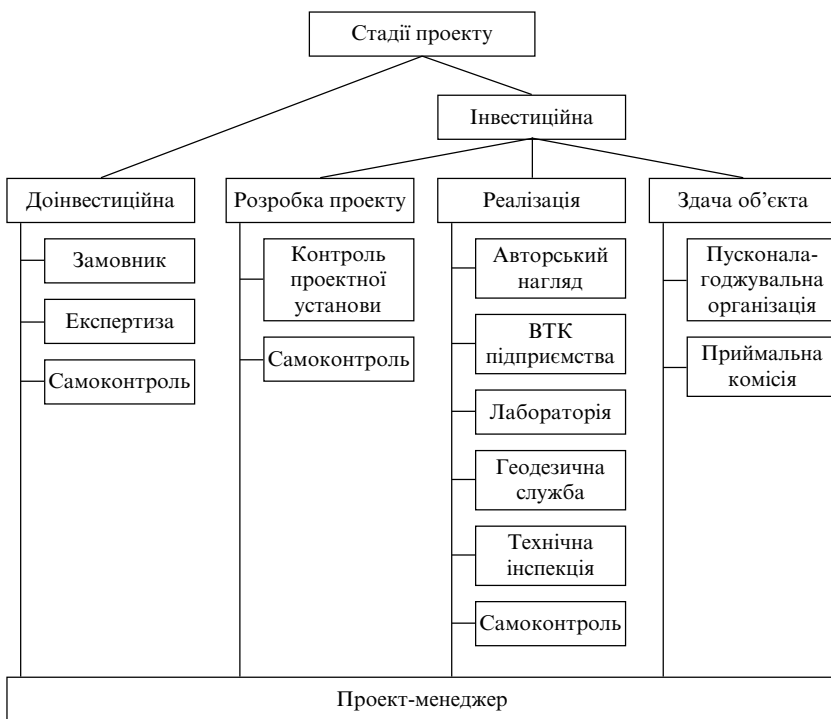 Стадії проекту
Інвестиційна
Доінвестиційна
Замовник
Експертиза
Самоконтроль
Розробка проекту
Контроль
проектної
установи
Самоконтроль
Реалізація
Авторський
нагляд
ВТК
підприємства
Лабораторія
Геодезична
служба
Технічна
інспекція
Самоконтроль
Здача об’єкта
Пусконала-
годжувальна
організація
Приймальна
комісія
Проект-менеджер